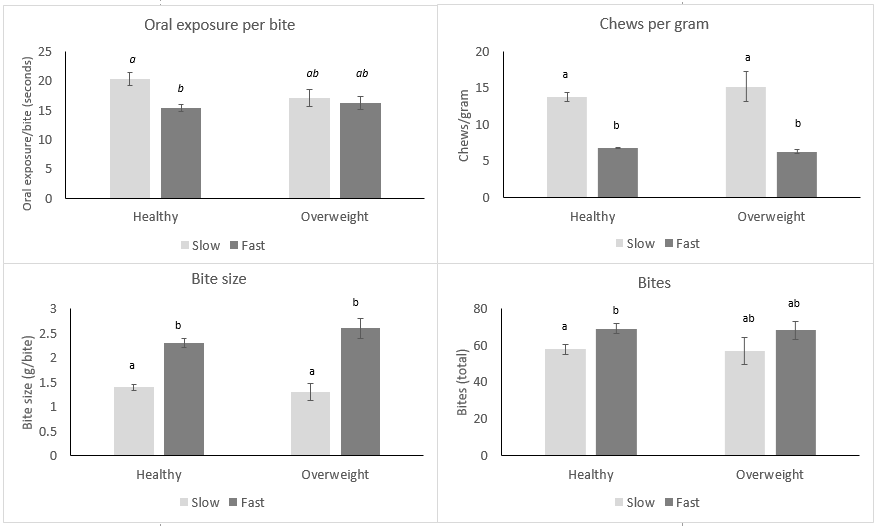 Oral exposure per bite
Oral exposure/bite (seconds)
25
20
15
10
5
0
a
b
ab
ab
Healthy
Overweight
Slow
Fast
Chews per gram
Chews/gram
20
15
10
5
0
a
b
a
b
Healthy
Overweight
Slow
Fast
Bite size
Bite size (g/bite)
3
2.5
2
1.5
1
0.5
0
a
b
a
b
Healthy
Overweight
Slow
Fast
Bites
Bites (total)
80
60
40
20
0
a
b
ab
ab
Healthy
Overweight
Slow
Fast